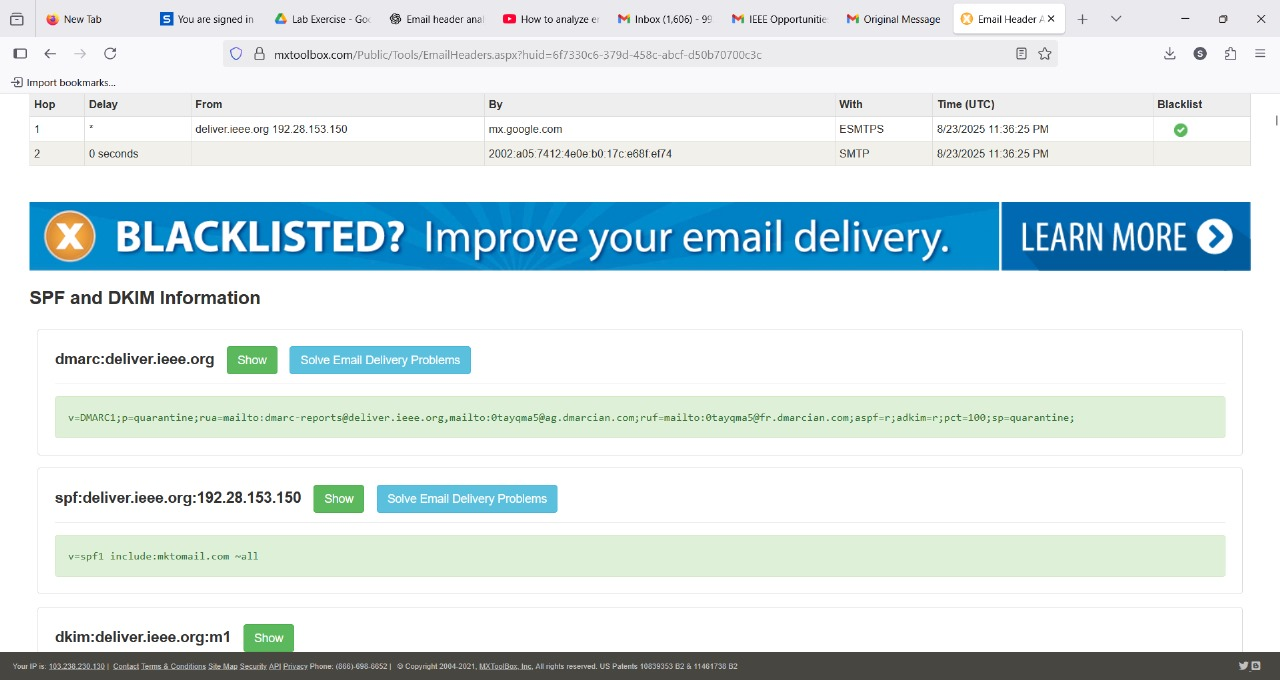 New Tab
You are signed in
Lab Exercise - Goo
Email header anal
How to analyze e
Inbox (1,606) - 99
IEEE Opportunitie
Original Message
Email Header A
mxtoolbox.com/Public/Tools/EmailHeaders.aspx?huid=6f7330c6-379d-458c-abcf-d50b70700c3c
S
Import bookmarks...
Hop Delay From By With Time (UTC) Blacklist
1 * deliver.ieee.org 192.28.153.150 mx.google.com ESMTPS 8/23/2025 11:36:25 PM
2 0 seconds 2002:a05:7412:4e0e:b0:17c:e68f:ef74 SMTP 8/23/2025 11:36:25 PM
X BLACKLISTED? Improve your email delivery. LEARN MORE
SPF and DKIM Information
dmarc:deliver.ieee.org Show Solve Email Delivery Problems
v=DMARC1;p=quarantine;rua=mailto:dmarc-reports@deliver.ieee.org,mailto:0tayqma5@ag.dmarcian.com;ruf=mailto:0tayqma5@fr.dmarcian.com;aspf=r;adkim=r;pct=100;sp=quarantine;
spf:deliver.ieee.org:192.28.153.150 Show Solve Email Delivery Problems
v=spf1 include:mktomail.com ~all
dkim:deliver.ieee.org:m1 Show
Your IP is: 103.238.230.130 | Contact Terms & Conditions Site Map Security API Privacy Phone: (866)-698-6652 | © Copyright 2004-2021, MXToolBox, Inc, All rights reserved. US Patents 10839353 B2 & 11461738 B2